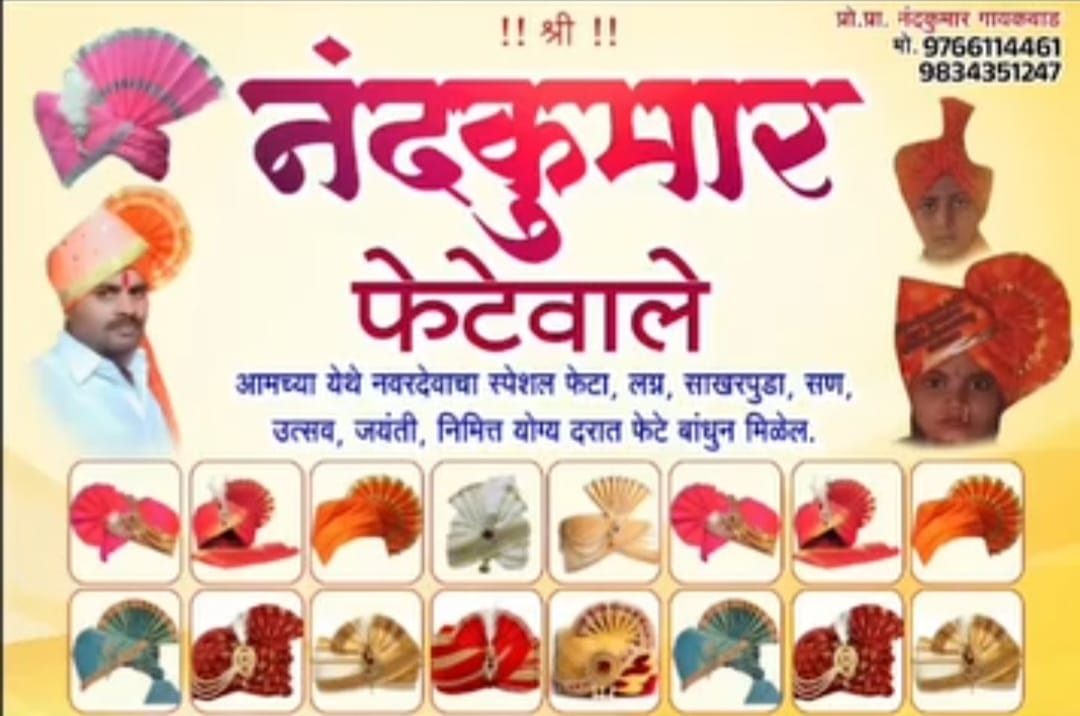 !! श्री !!
प्रो.प्रा. नंदकुमार गायकवाड
मो. 9766114461
9834351247
नंदकुमार
फेटेवाले
आमच्या येथे नवरदेवाचा स्पेशल फेटा, लग्न, साखरपुडा, सण,
उत्सव, जयंती, निमित्त योग्य दरात फेटे बांधुन मिळेल.